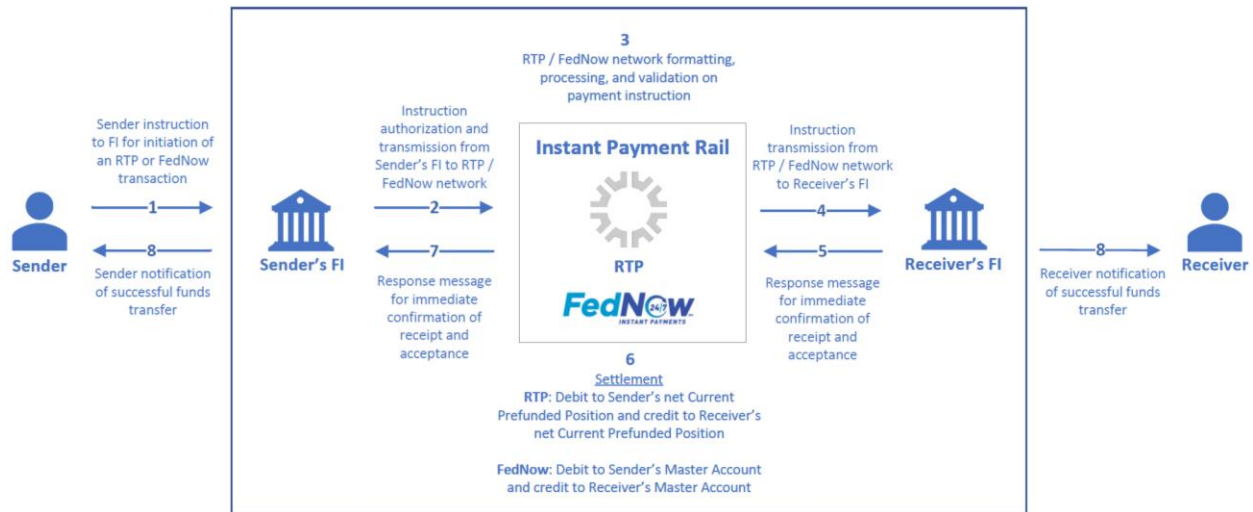 3
RTP / FedNow network formatting,
processing, and validation on
payment instruction
Sender instruction
to FI for initiation of
an RTP or FedNow
transaction
1
8
Sender notification
of successful funds
transfer
Sender
Sender's FI
Instruction
authorization and
transmission from
Sender's FI to RTP /
FedNow network
2
7
Response message
for immediate
confirmation of
receipt and
acceptance
Instant Payment Rail
RTP
FedNow
24/7
INSTANT PAYMENTS
Instruction
transmission from
RTP / FedNow network
to Receiver's FI
4
5
Response message
for immediate
confirmation of
receipt and
acceptance
Receiver's FI
8
Receiver notification
of successful funds
transfer
Receiver
6
Settlement
RTP: Debit to Sender's net Current
Prefunded Position and credit to Receiver's
net Current Prefunded Position
FedNow: Debit to Sender's Master Account
and credit to Receiver's Master Account